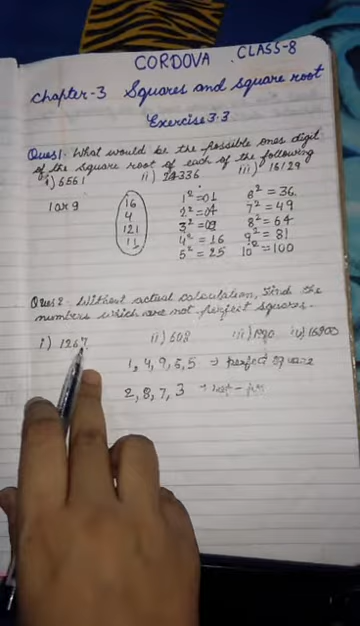 CORDOVA CLASS-8
Chapter-3 Squares and square root
Exercise 3.3
Ques1. What would be the possible ones digit
of the square root of each of the following
i) 6561 ii) 24336 iii) 16129
1 or 9
16
4
121
11
1² = 01 6² = 36
2² = 04 7² = 49
3² = 09 8² = 64
4² = 16 9² = 81
5² = 25 10² = 100
Ques 2. Without actual calculation, find the
numbers which are not perfect squares.
i) 1267 ii) 608 iii) iv) 16900
1, 4, 9, 6, 5 → perfect square
2, 8, 7, 3 →